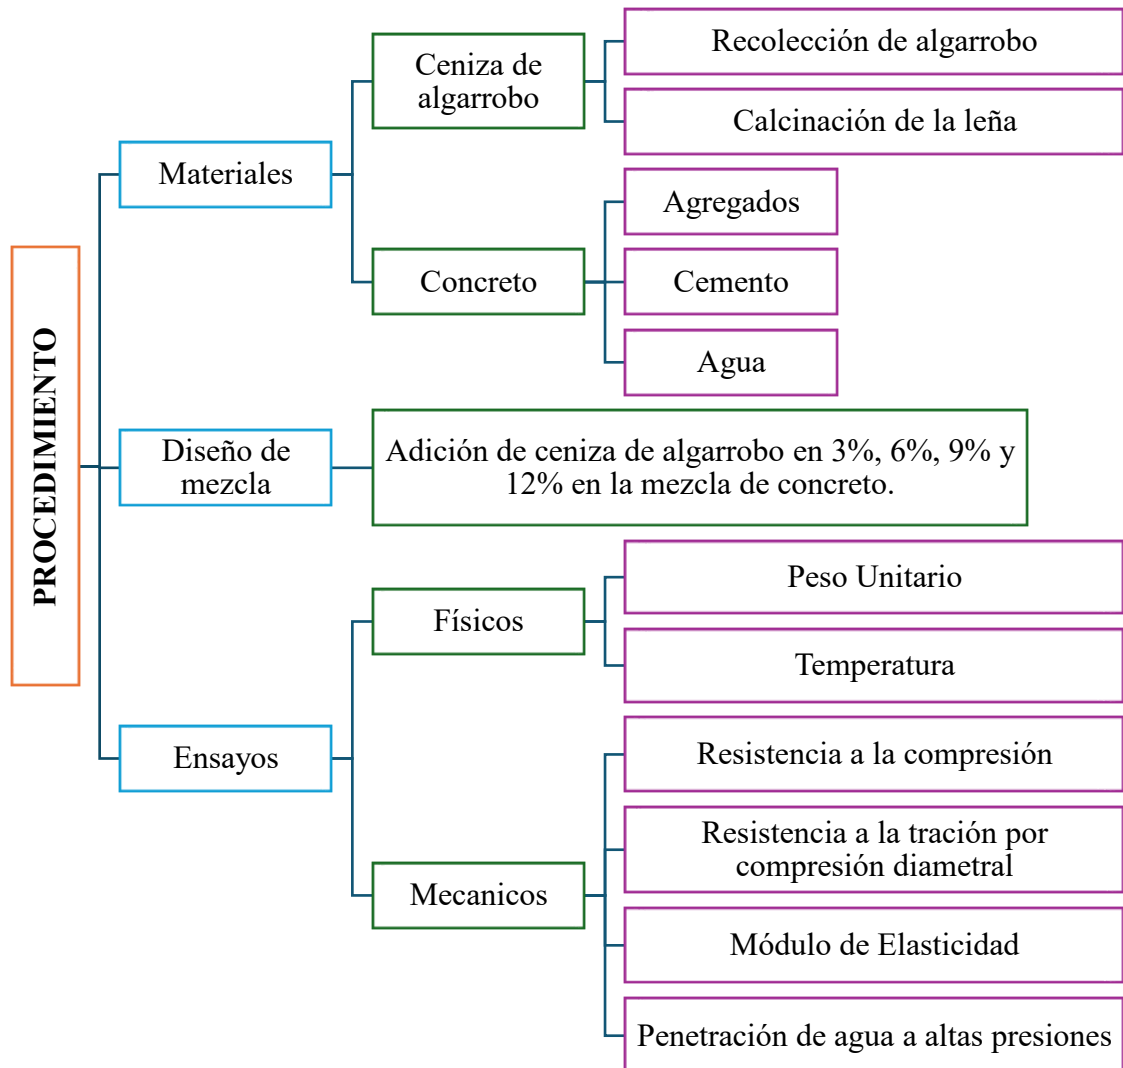 PROCEDIMIENTO
Materiales
Ceniza de
algarrobo
Recolección de algarrobo
Calcinación de la leña
Concreto
Agregados
Cemento
Agua
Diseño de
mezcla
Adición de ceniza de algarrobo en 3%, 6%, 9% y
12% en la mezcla de concreto.
Ensayos
Físicos
Peso Unitario
Temperatura
Mecanicos
Resistencia a la compresión
Resistencia a la tración por
compresión diametral
Módulo de Elasticidad
Penetración de agua a altas presiones